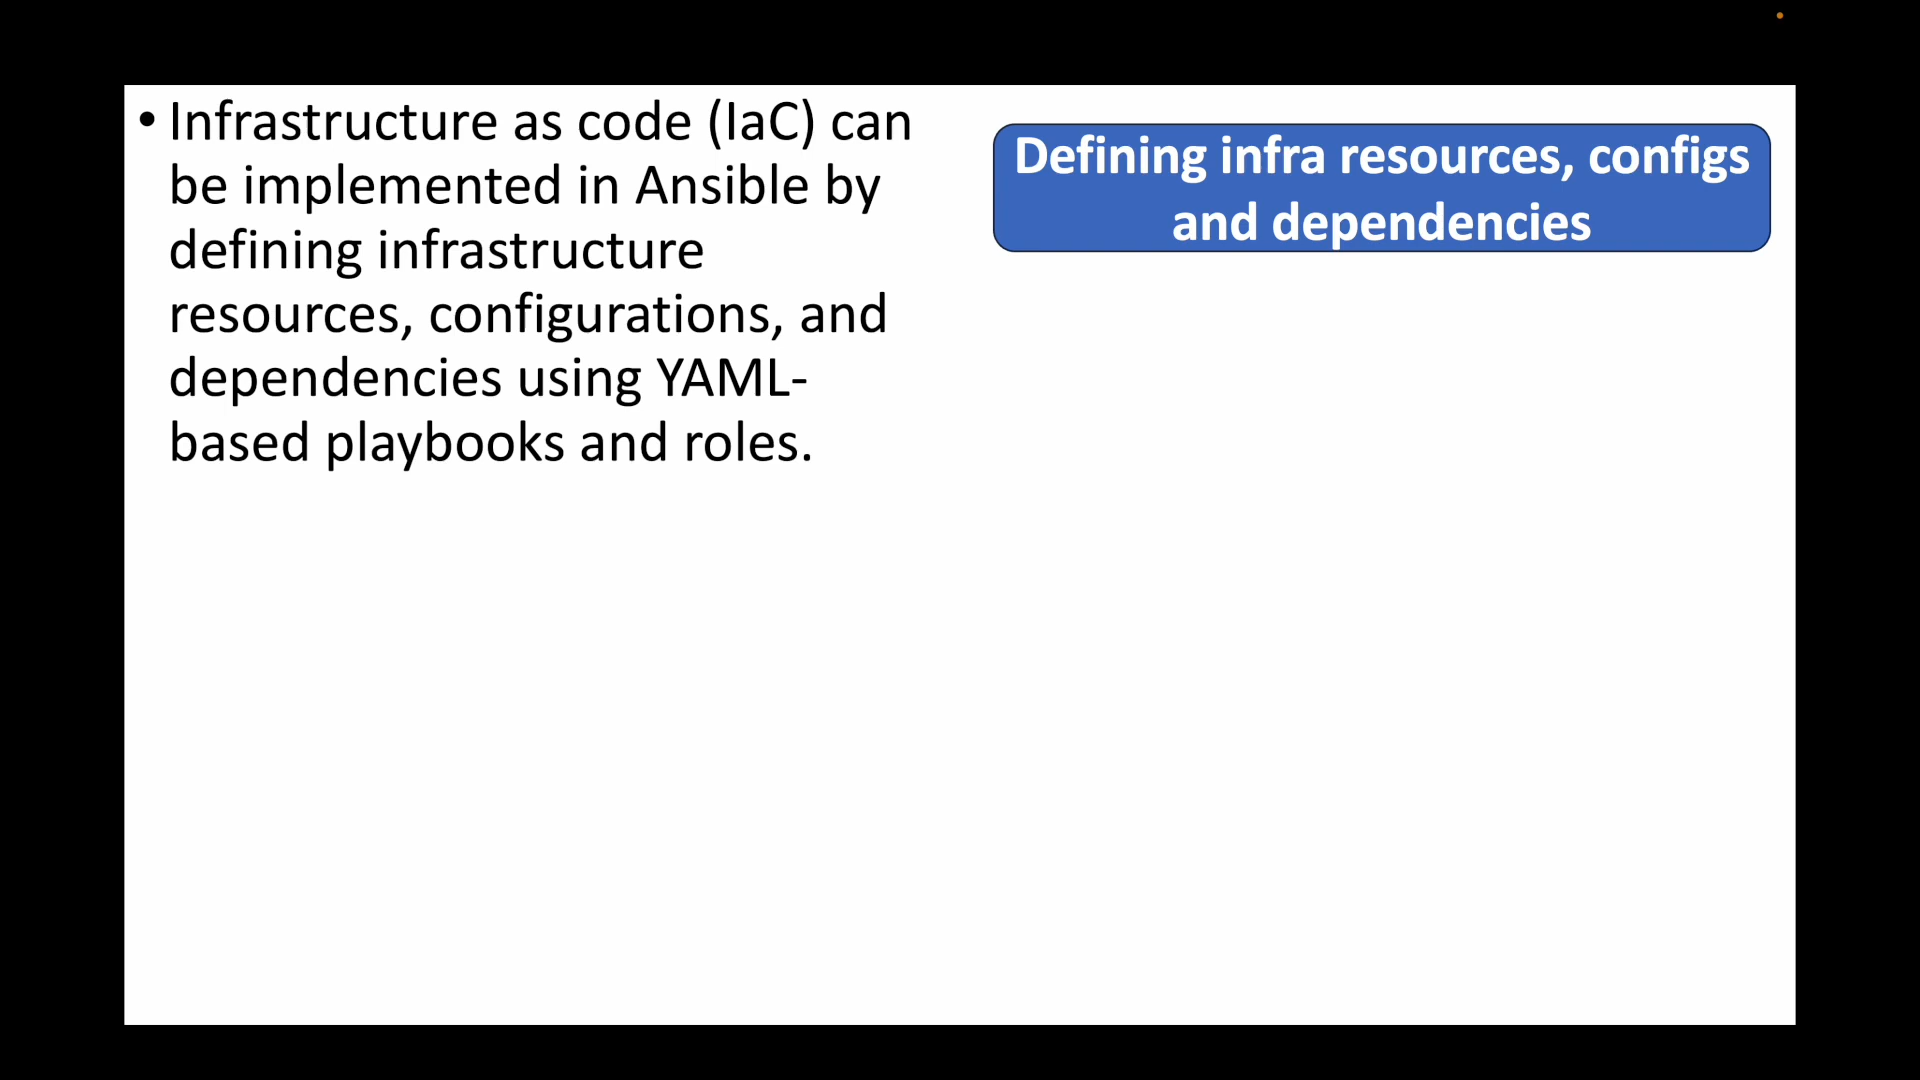 • Infrastructure as code (IaC) can
be implemented in Ansible by
defining infrastructure
resources, configurations, and
dependencies using YAML-
based playbooks and roles.
Defining infra resources, configs
and dependencies